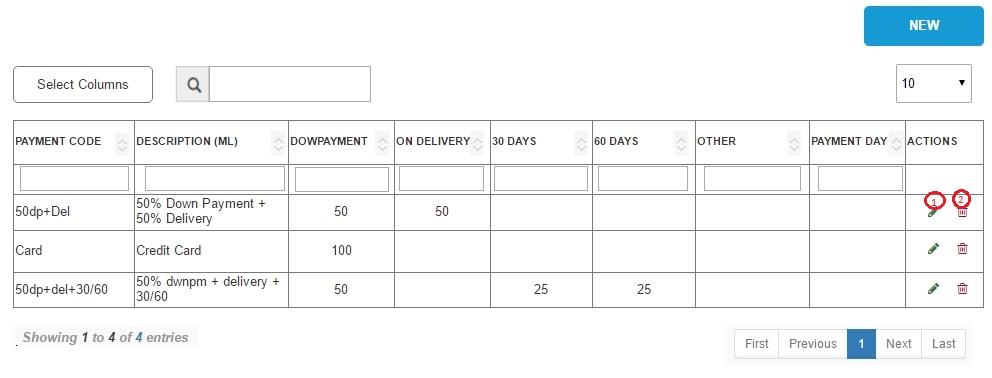 NEW
Select Columns
10
PAYMENT CODE DESCRIPTION (ML) DOWPAYMENT ON DELIVERY 30 DAYS 60 DAYS OTHER PAYMENT DAY ACTIONS
1 2
50dp+Del 50% Down Payment + 50 50
50% Delivery
Card Credit Card 100
50dp+del+30/60 50% dwnpm + delivery + 50 25 25
30/60
. Showing 1 to 4 of 4 entries
First Previous 1 Next Last